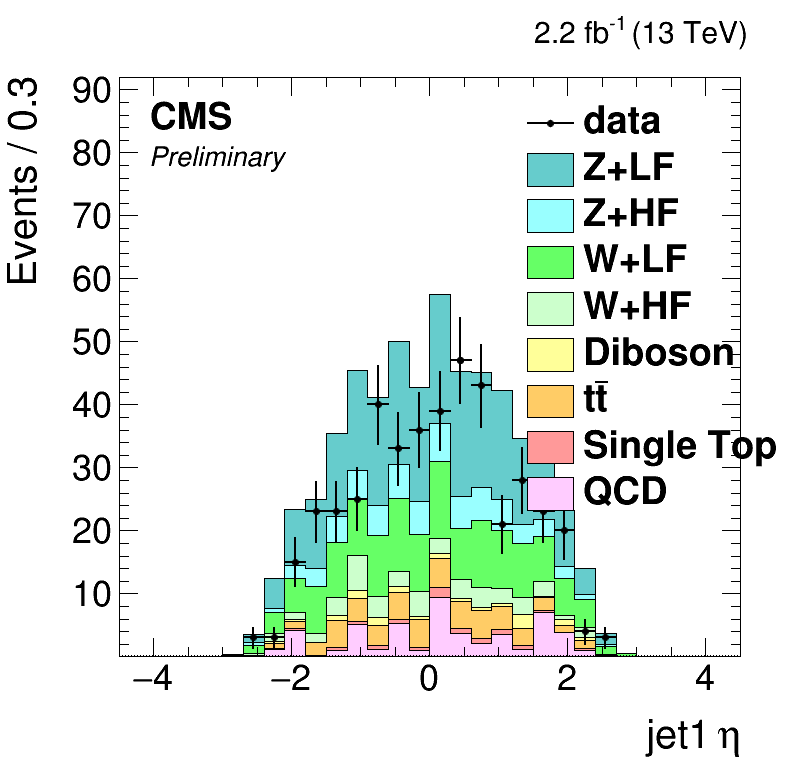 2.2 fb-1 (13 TeV)
Events / 0.3
90
80
70
60
50
40
30
20
10
CMS
Preliminary
data
Z+LF
Z+HF
W+LF
W+HF
Diboson
tt̄
Single Top
QCD
−4 −2 0 2 4
jet1 η